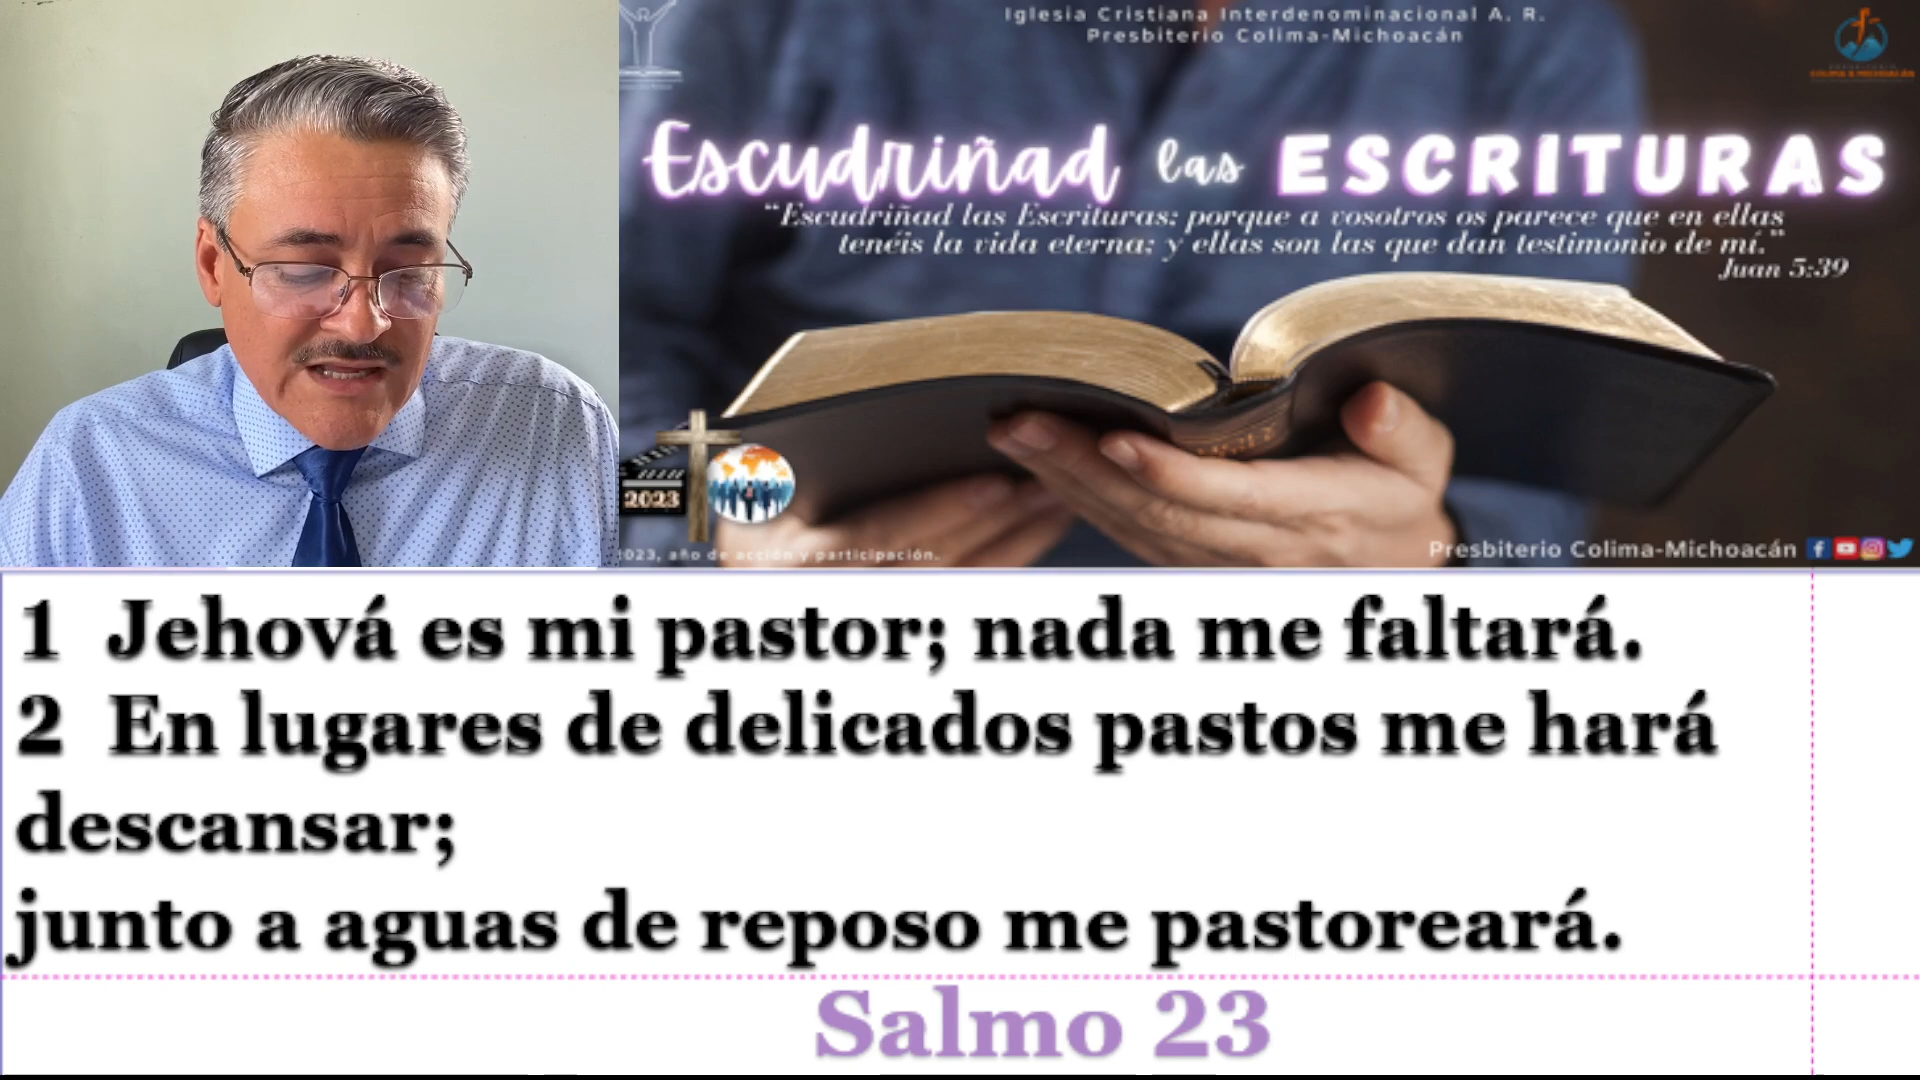 Iglesia Cristiana Interdenominacional A. R.
Presbiterio Colima-Michoacán
Escudriñad las ESCRITURAS
“Escudriñad las Escrituras; porque a vosotros os parece que en ellas
tenéis la vida eterna; y ellas son las que dan testimonio de mí.”
Juan 5:39
2023
2023, año de acción y participación.
Presbiterio Colima-Michoacán
1 Jehová es mi pastor; nada me faltará.
2 En lugares de delicados pastos me hará
descansar;
junto a aguas de reposo me pastoreará.
Salmo 23